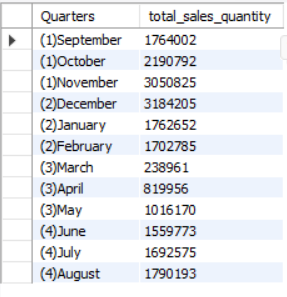 Quarters total_sales_quantity
(1)September 1764002
(1)October 2190792
(1)November 3050825
(2)December 3184205
(2)January 1762652
(2)February 1702785
(3)March 238961
(3)April 819956
(3)May 1016170
(4)June 1559773
(4)July 1692575
(4)August 1790193